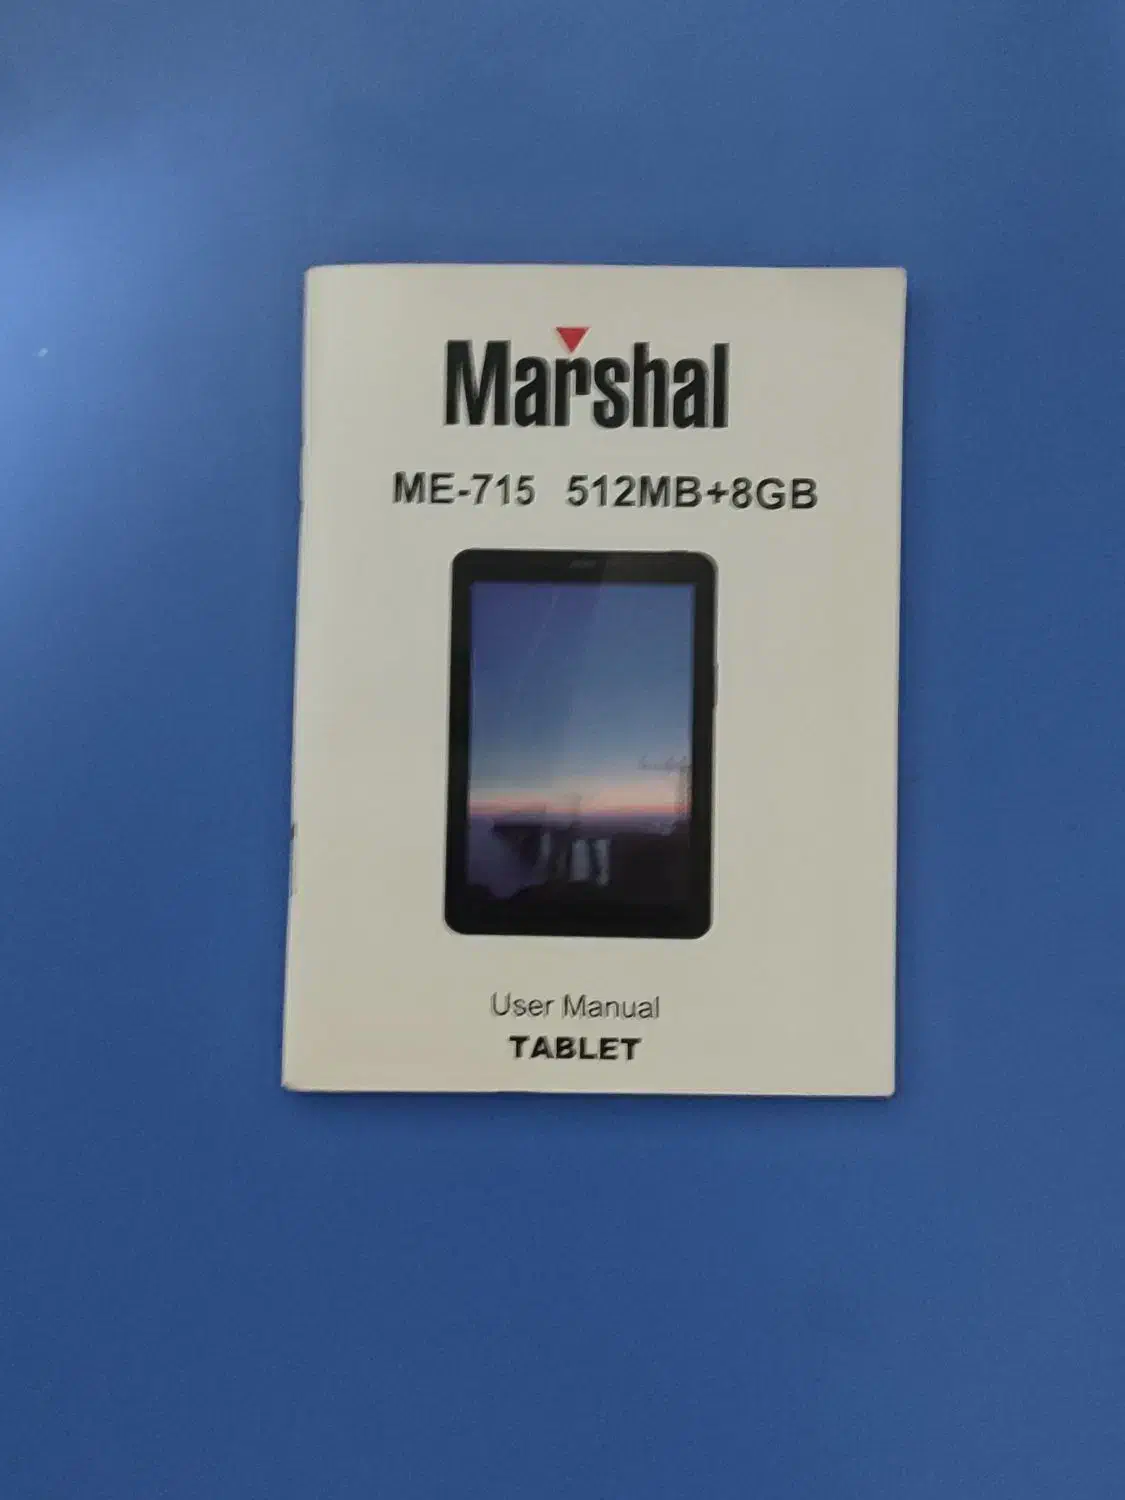 Marshal
ME-715 512MB+8GB
User Manual
TABLET